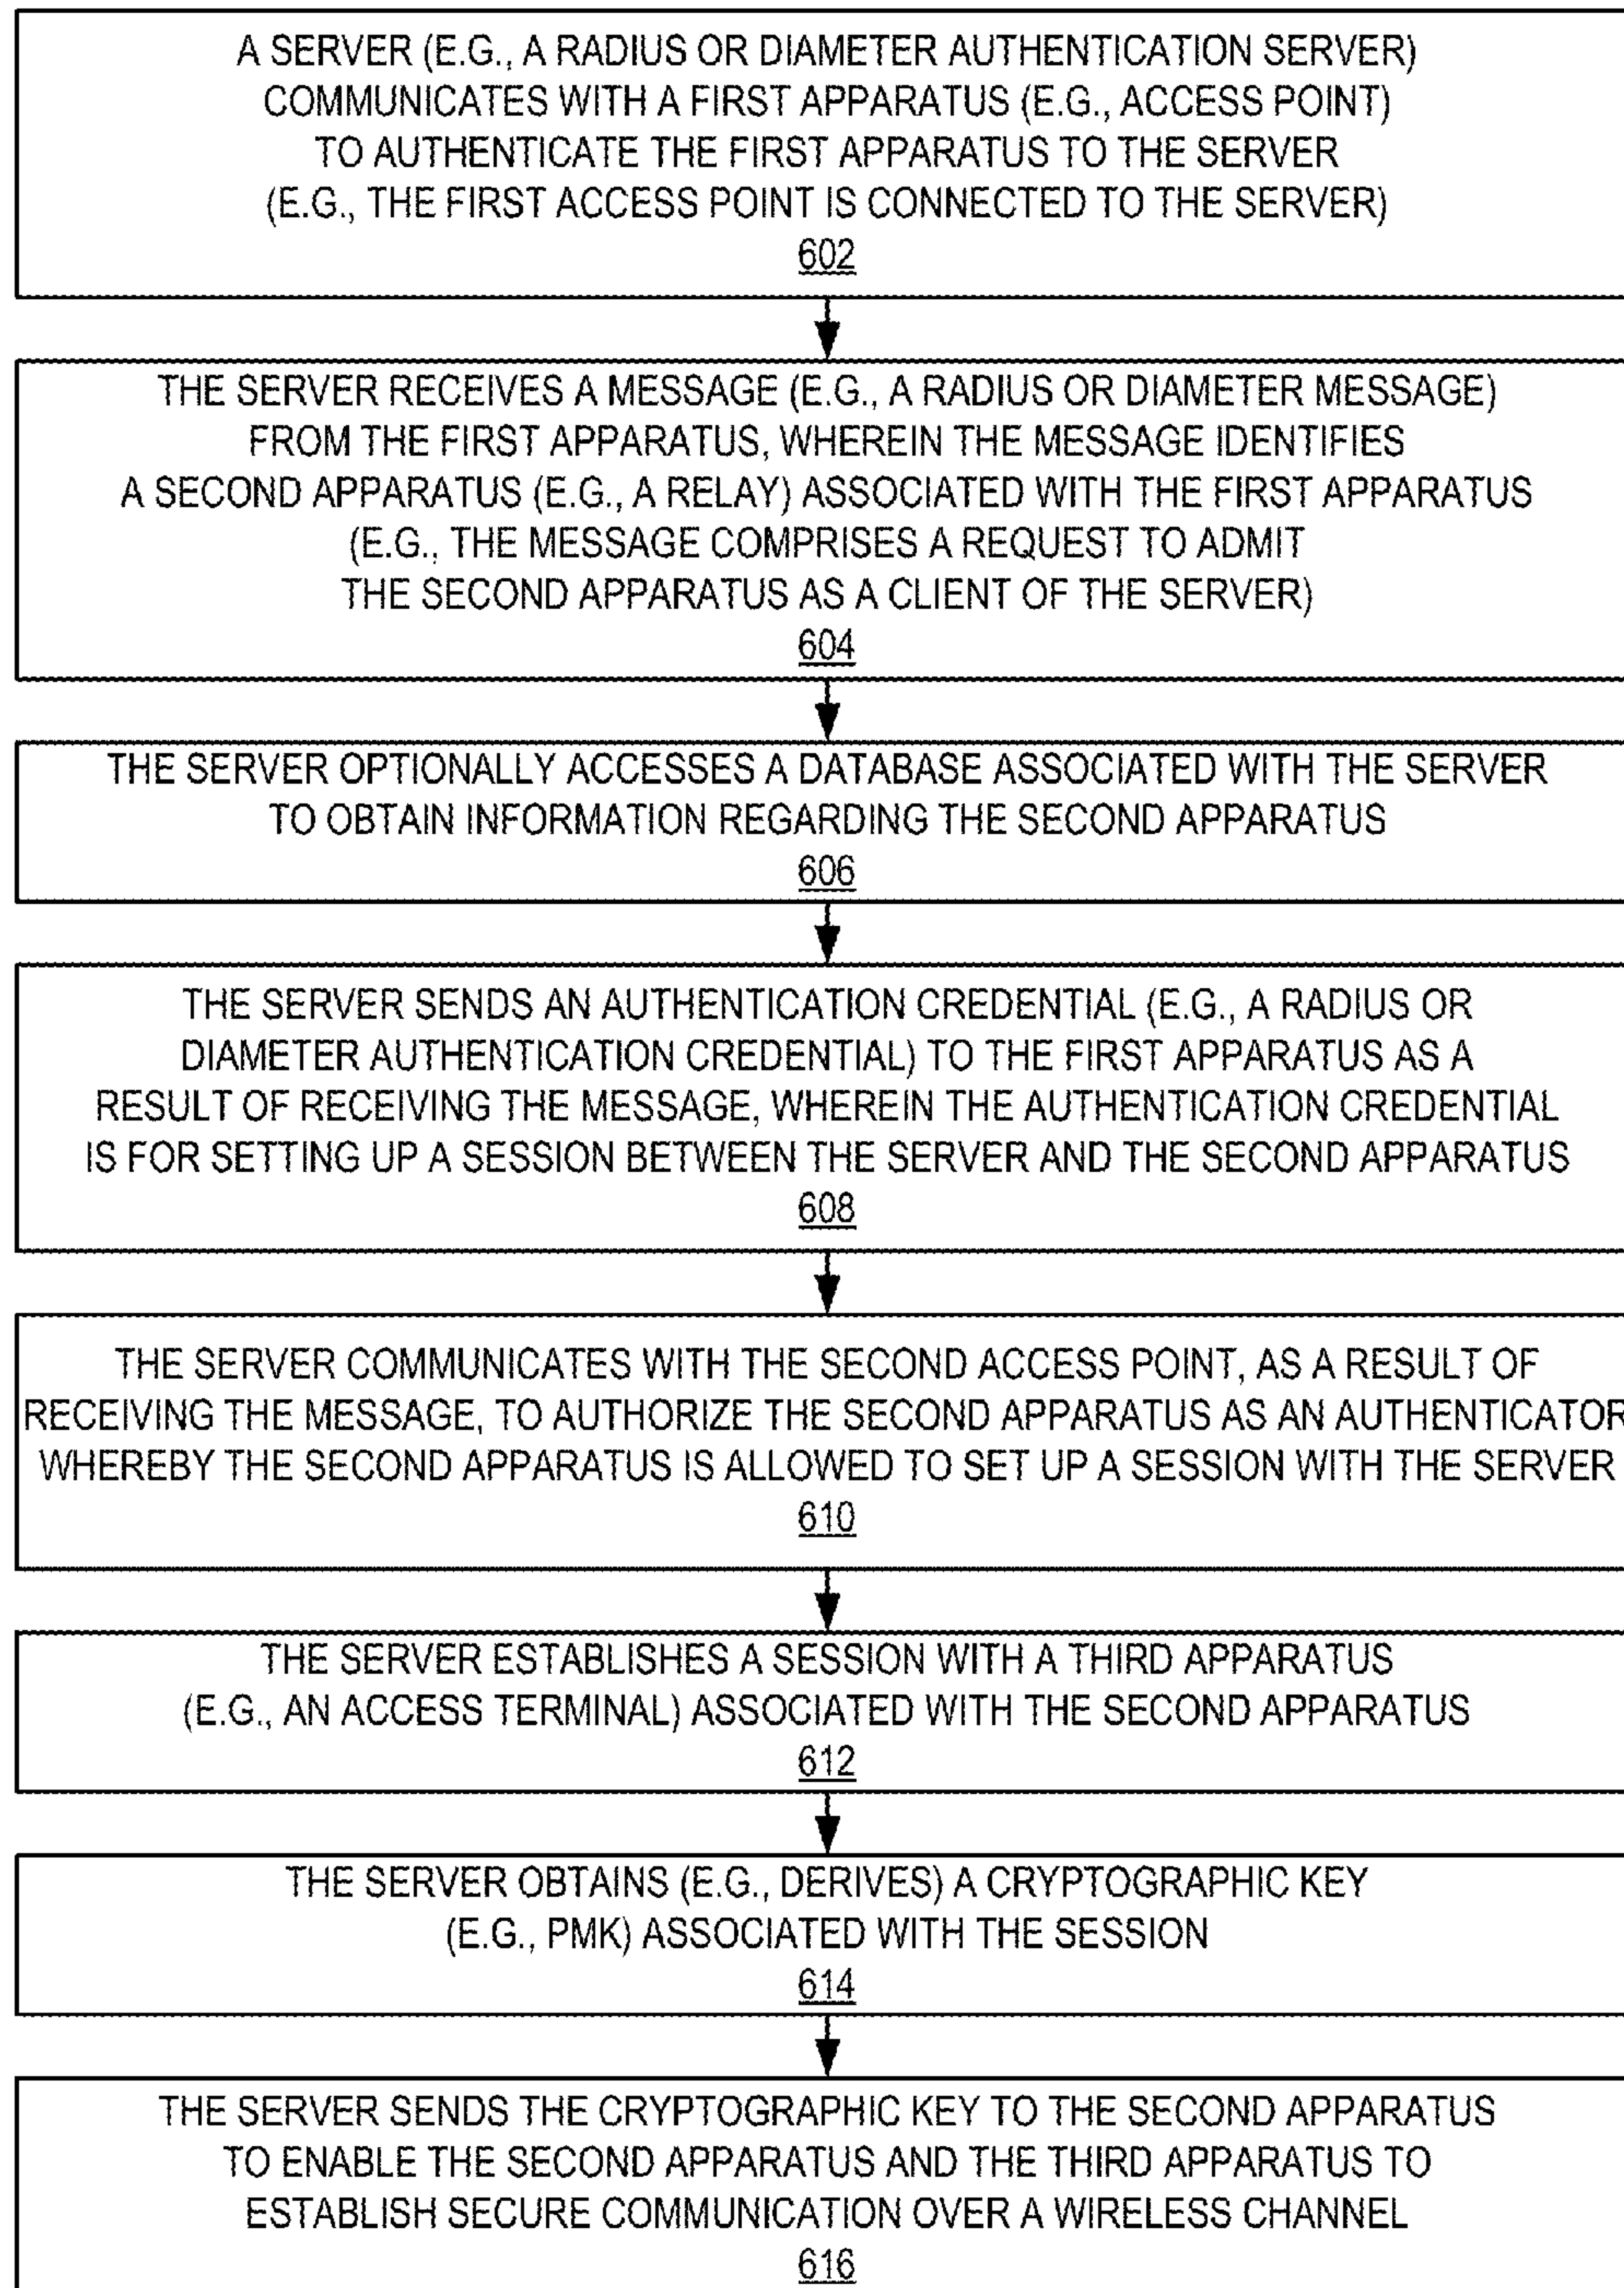 A SERVER (E.G., A RADIUS OR DIAMETER AUTHENTICATION SERVER)
COMMUNICATES WITH A FIRST APPARATUS (E.G., ACCESS POINT)
TO AUTHENTICATE THE FIRST APPARATUS TO THE SERVER
(E.G., THE FIRST ACCESS POINT IS CONNECTED TO THE SERVER)
602
THE SERVER RECEIVES A MESSAGE (E.G., A RADIUS OR DIAMETER MESSAGE)
FROM THE FIRST APPARATUS, WHEREIN THE MESSAGE IDENTIFIES
A SECOND APPARATUS (E.G., A RELAY) ASSOCIATED WITH THE FIRST APPARATUS
(E.G., THE MESSAGE COMPRISES A REQUEST TO ADMIT
THE SECOND APPARATUS AS A CLIENT OF THE SERVER)
604
THE SERVER OPTIONALLY ACCESSES A DATABASE ASSOCIATED WITH THE SERVER
TO OBTAIN INFORMATION REGARDING THE SECOND APPARATUS
606
THE SERVER SENDS AN AUTHENTICATION CREDENTIAL (E.G., A RADIUS OR
DIAMETER AUTHENTICATION CREDENTIAL) TO THE FIRST APPARATUS AS A
RESULT OF RECEIVING THE MESSAGE, WHEREIN THE AUTHENTICATION CREDENTIAL
IS FOR SETTING UP A SESSION BETWEEN THE SERVER AND THE SECOND APPARATUS
608
THE SERVER COMMUNICATES WITH THE SECOND ACCESS POINT, AS A RESULT OF
RECEIVING THE MESSAGE, TO AUTHORIZE THE SECOND APPARATUS AS AN AUTHENTICATOR
WHEREBY THE SECOND APPARATUS IS ALLOWED TO SET UP A SESSION WITH THE SERVER
610
THE SERVER ESTABLISHES A SESSION WITH A THIRD APPARATUS
(E.G., AN ACCESS TERMINAL) ASSOCIATED WITH THE SECOND APPARATUS
612
THE SERVER OBTAINS (E.G., DERIVES) A CRYPTOGRAPHIC KEY
(E.G., PMK) ASSOCIATED WITH THE SESSION
614
THE SERVER SENDS THE CRYPTOGRAPHIC KEY TO THE SECOND APPARATUS
TO ENABLE THE SECOND APPARATUS AND THE THIRD APPARATUS TO
ESTABLISH SECURE COMMUNICATION OVER A WIRELESS CHANNEL
616